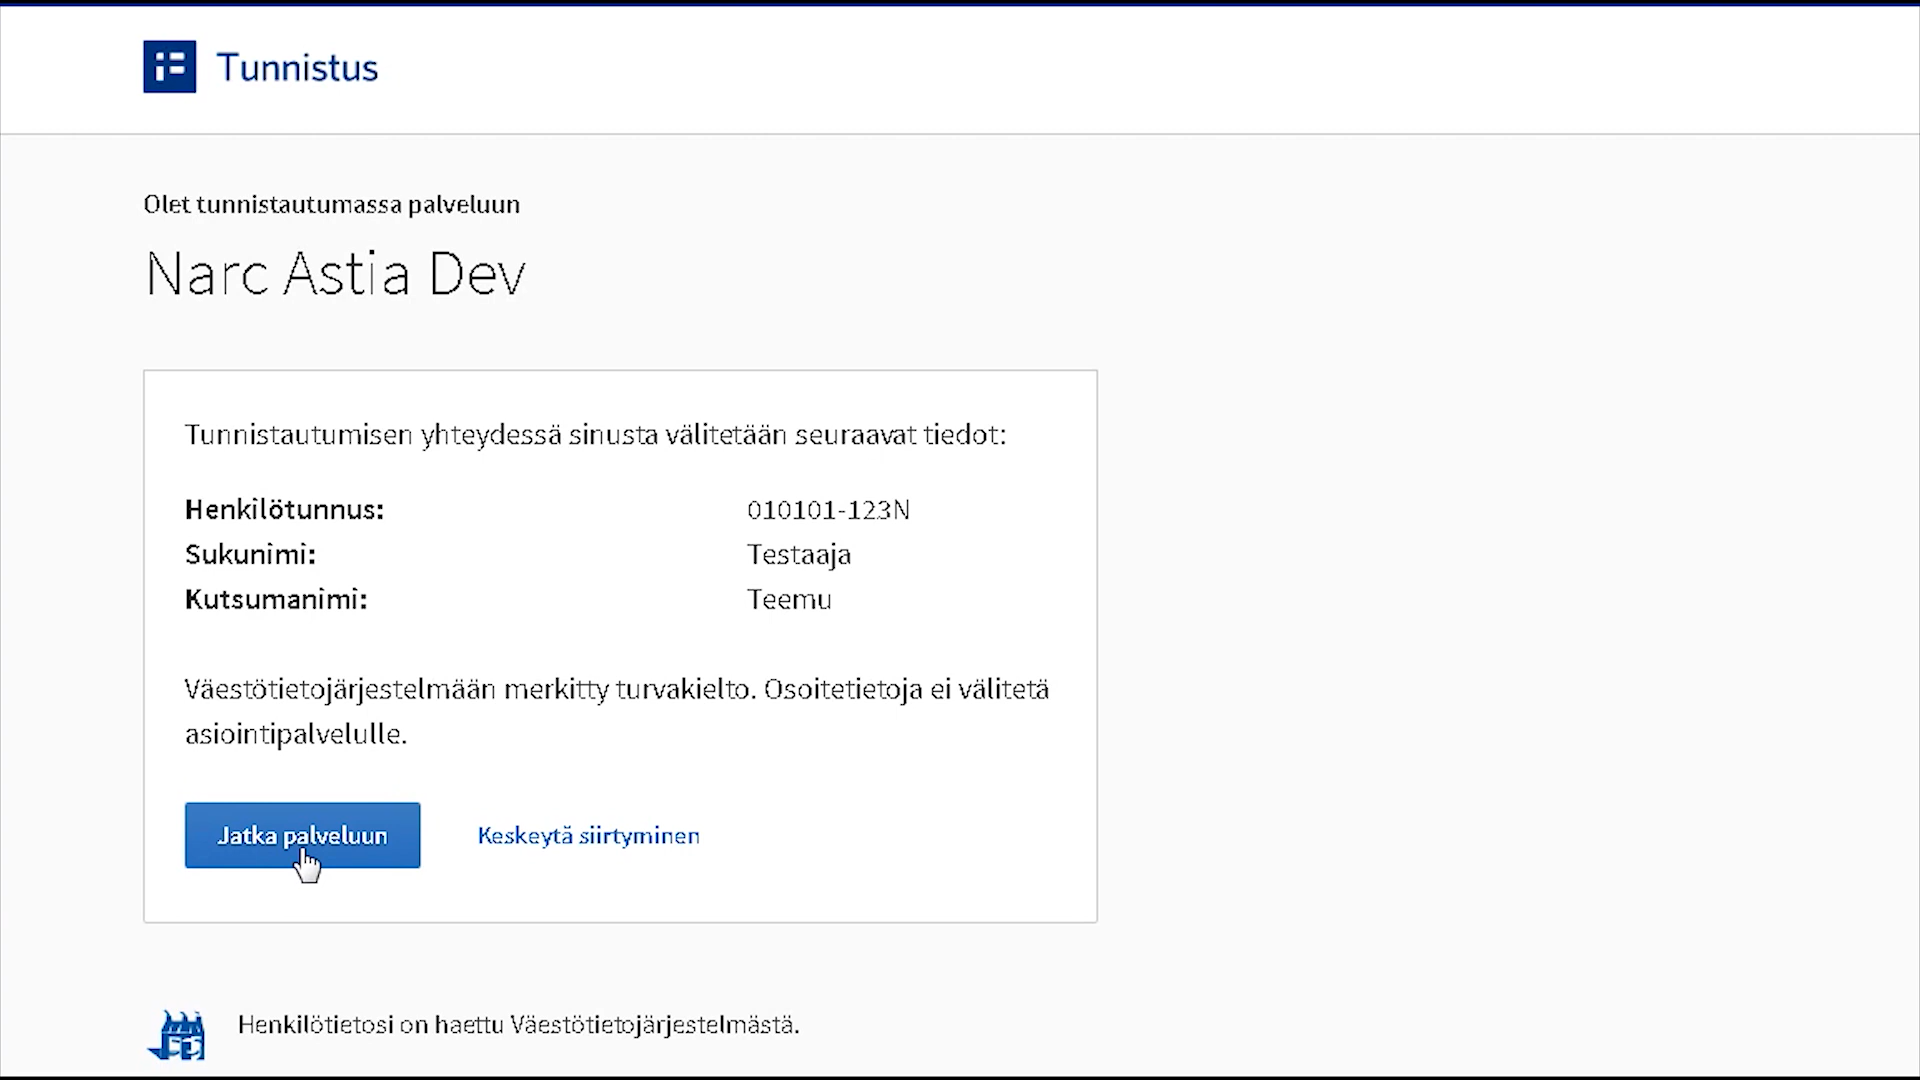 Tunnistus
Olet tunnistautumassa palveluun
Narc Astia Dev
Tunnistautumisen yhteydessä sinusta välitetään seuraavat tiedot:
Henkilötunnus: 010101-123N
Sukunimi: Testaaja
Kutsumanimi: Teemu
Väestötietojärjestelmään merkitty turvakielto. Osoitetietoja ei välitetä
asiointipalvelulle.
Jatka palveluun Keskeytä siirtyminen
Henkilötietosi on haettu Väestötietojärjestelmästä.